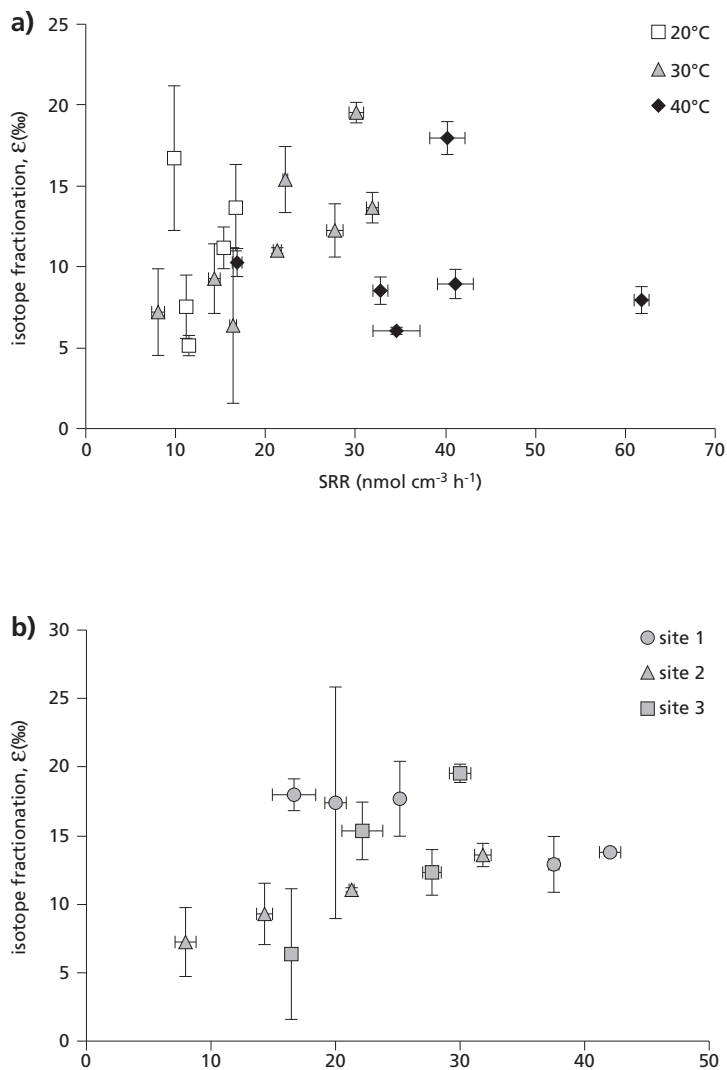 a)
25
20
15
10
5
0
isotope fractionation, Ɛ(‰)
20°C
30°C
40°C
0 10 20 30 40 50 60 70
SRR (nmol cm⁻³ h⁻¹)
b)
30
25
20
15
10
5
0
isotope fractionation, Ɛ(‰)
site 1
site 2
site 3
0 10 20 30 40 50